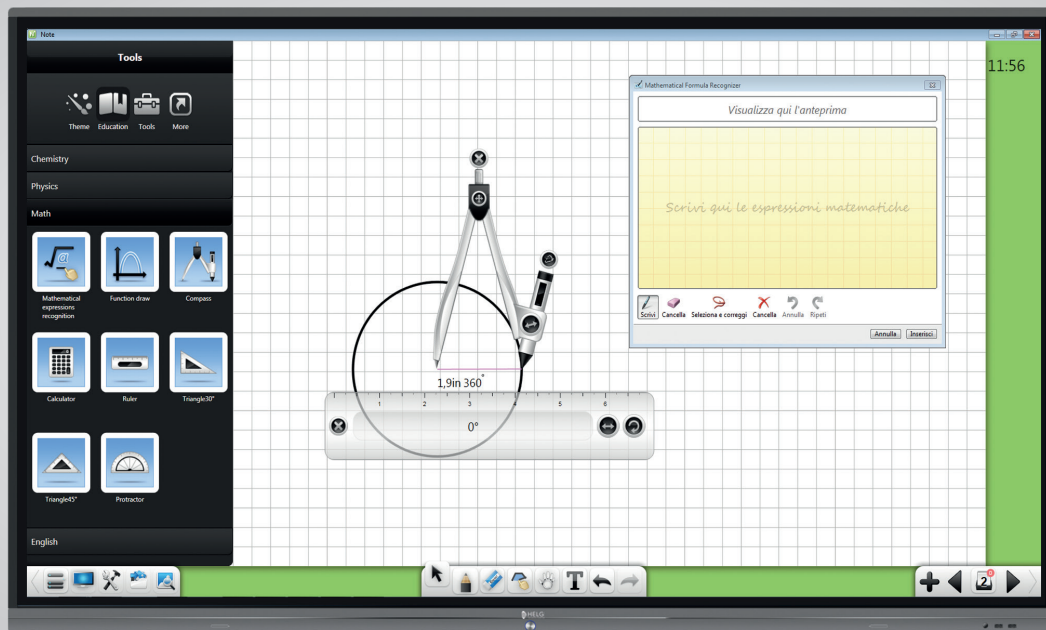 Note
11:56
Tools
Theme Education Tools More
Chemistry
Physics
Math
Mathematical
expressions
recognition
Function draw
Compass
Calculator
Ruler
Triangle30°
Triangle45°
Protractor
English
Mathematical Formula Recognizer
Visualizza qui l'anteprima
Scrivi qui le espressioni matematiche
Scrivi Cancella Seleziona e correggi Cancella Annulla Ripeti
Annulla Inserisci
1,9in 360°
1 2 3 4 5 6
0°
a
T
2
HELGI